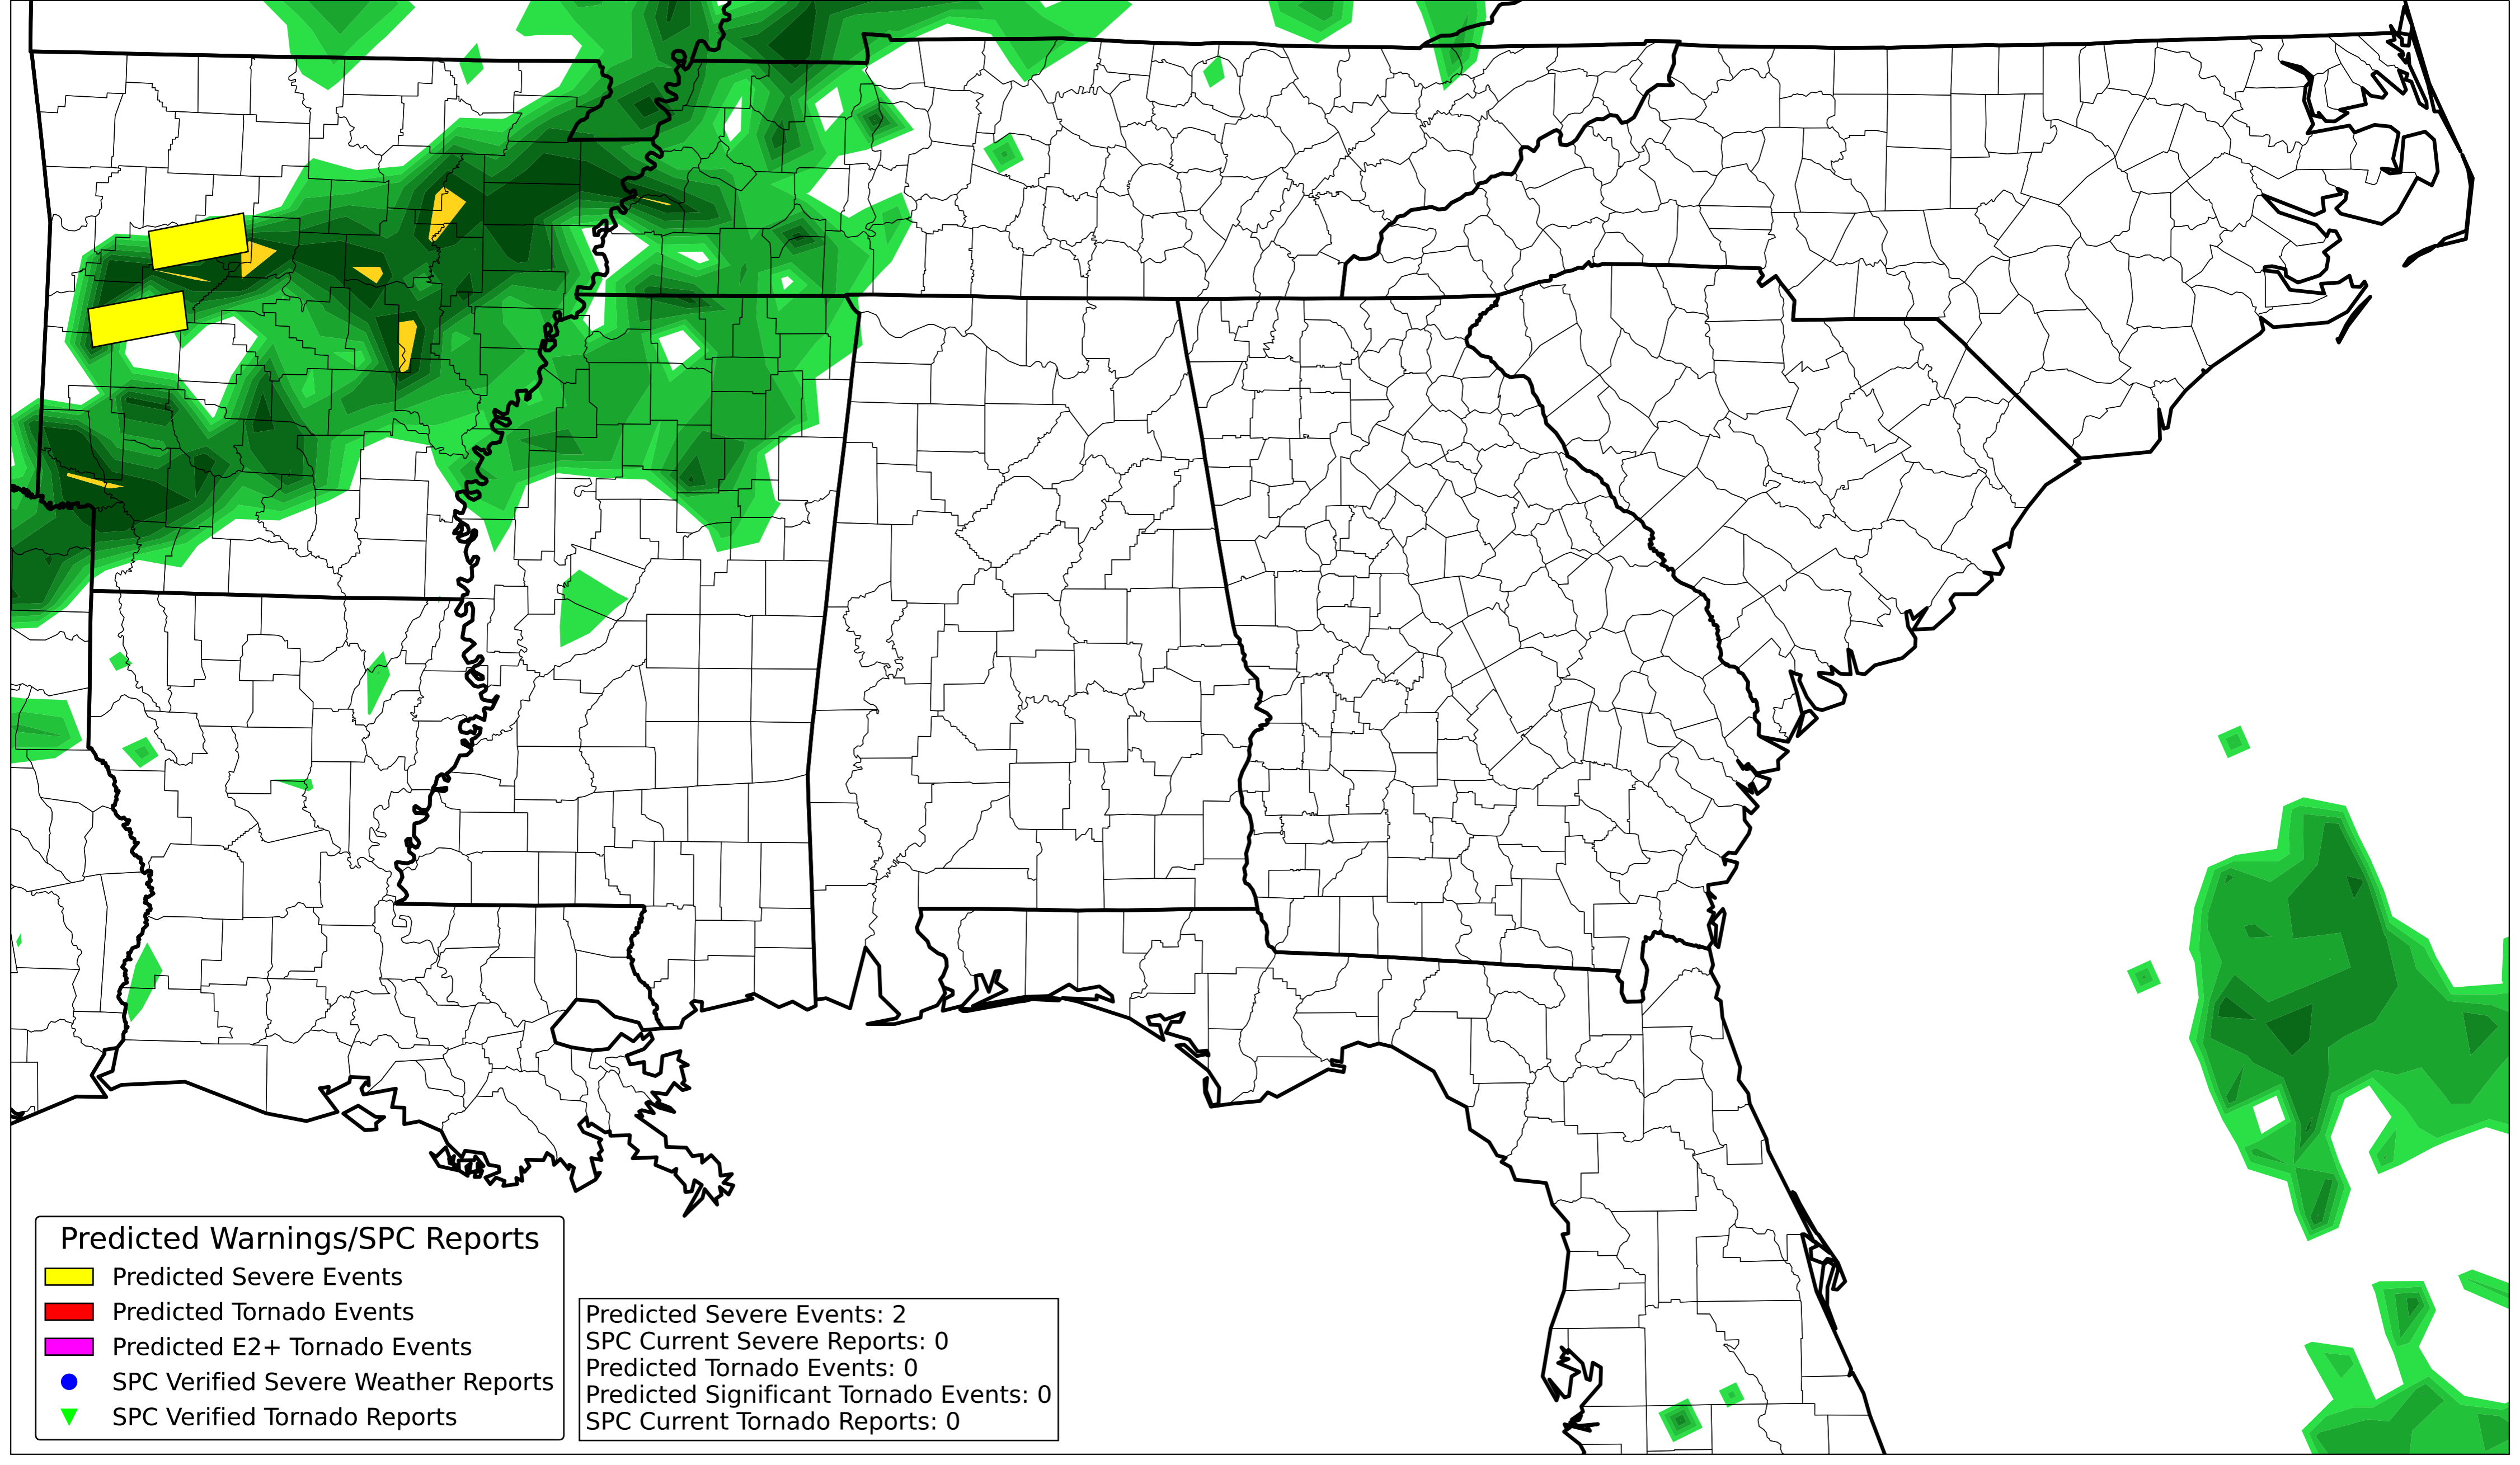 Predicted Warnings/SPC Reports
Predicted Severe Events
Predicted Tornado Events
Predicted E2+ Tornado Events
SPC Verified Severe Weather Reports
SPC Verified Tornado Reports
Predicted Severe Events: 2
SPC Current Severe Reports: 0
Predicted Tornado Events: 0
Predicted Significant Tornado Events: 0
SPC Current Tornado Reports: 0